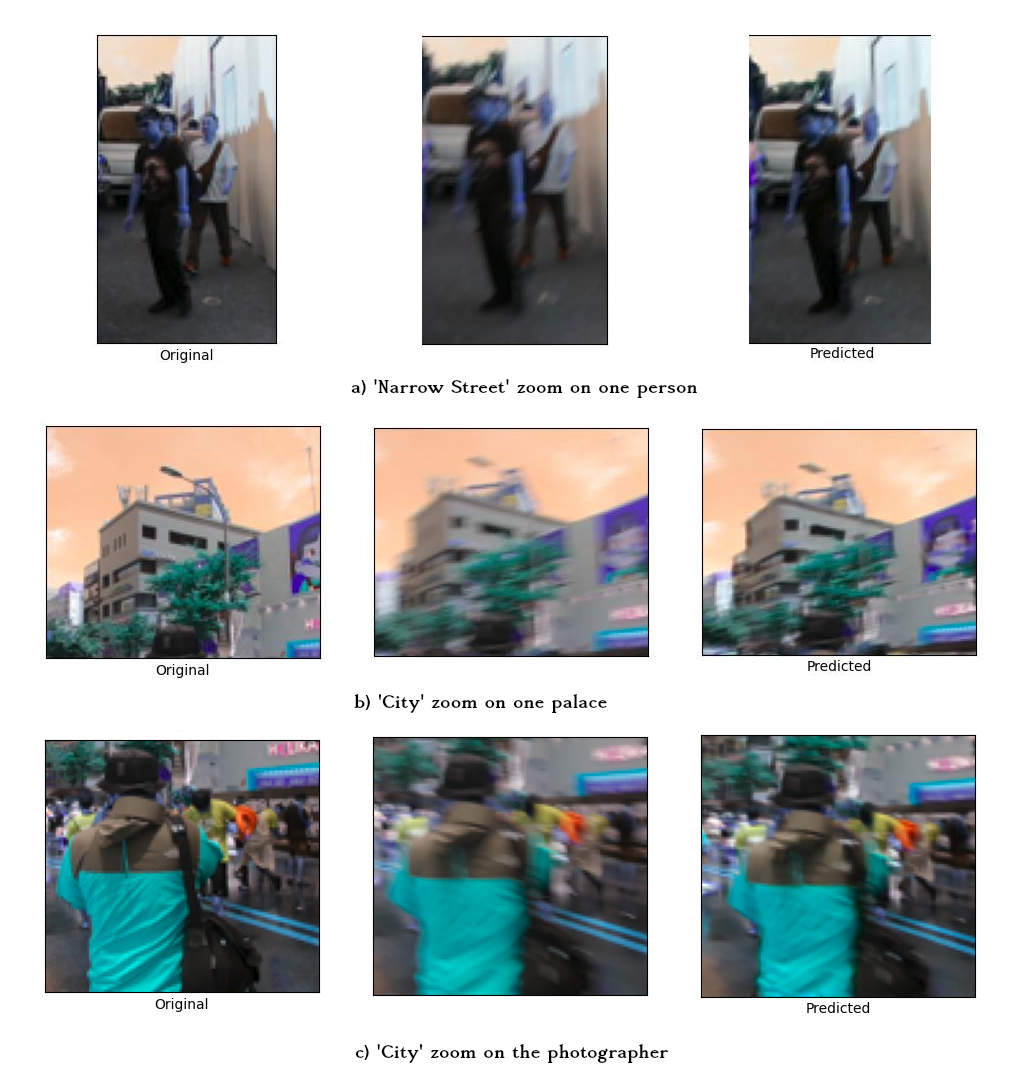 Original
Predicted
a) 'Narrow Street' zoom on one person
Original
Predicted
b) 'City' zoom on one palace
Original
Predicted
c) 'City' zoom on the photographer